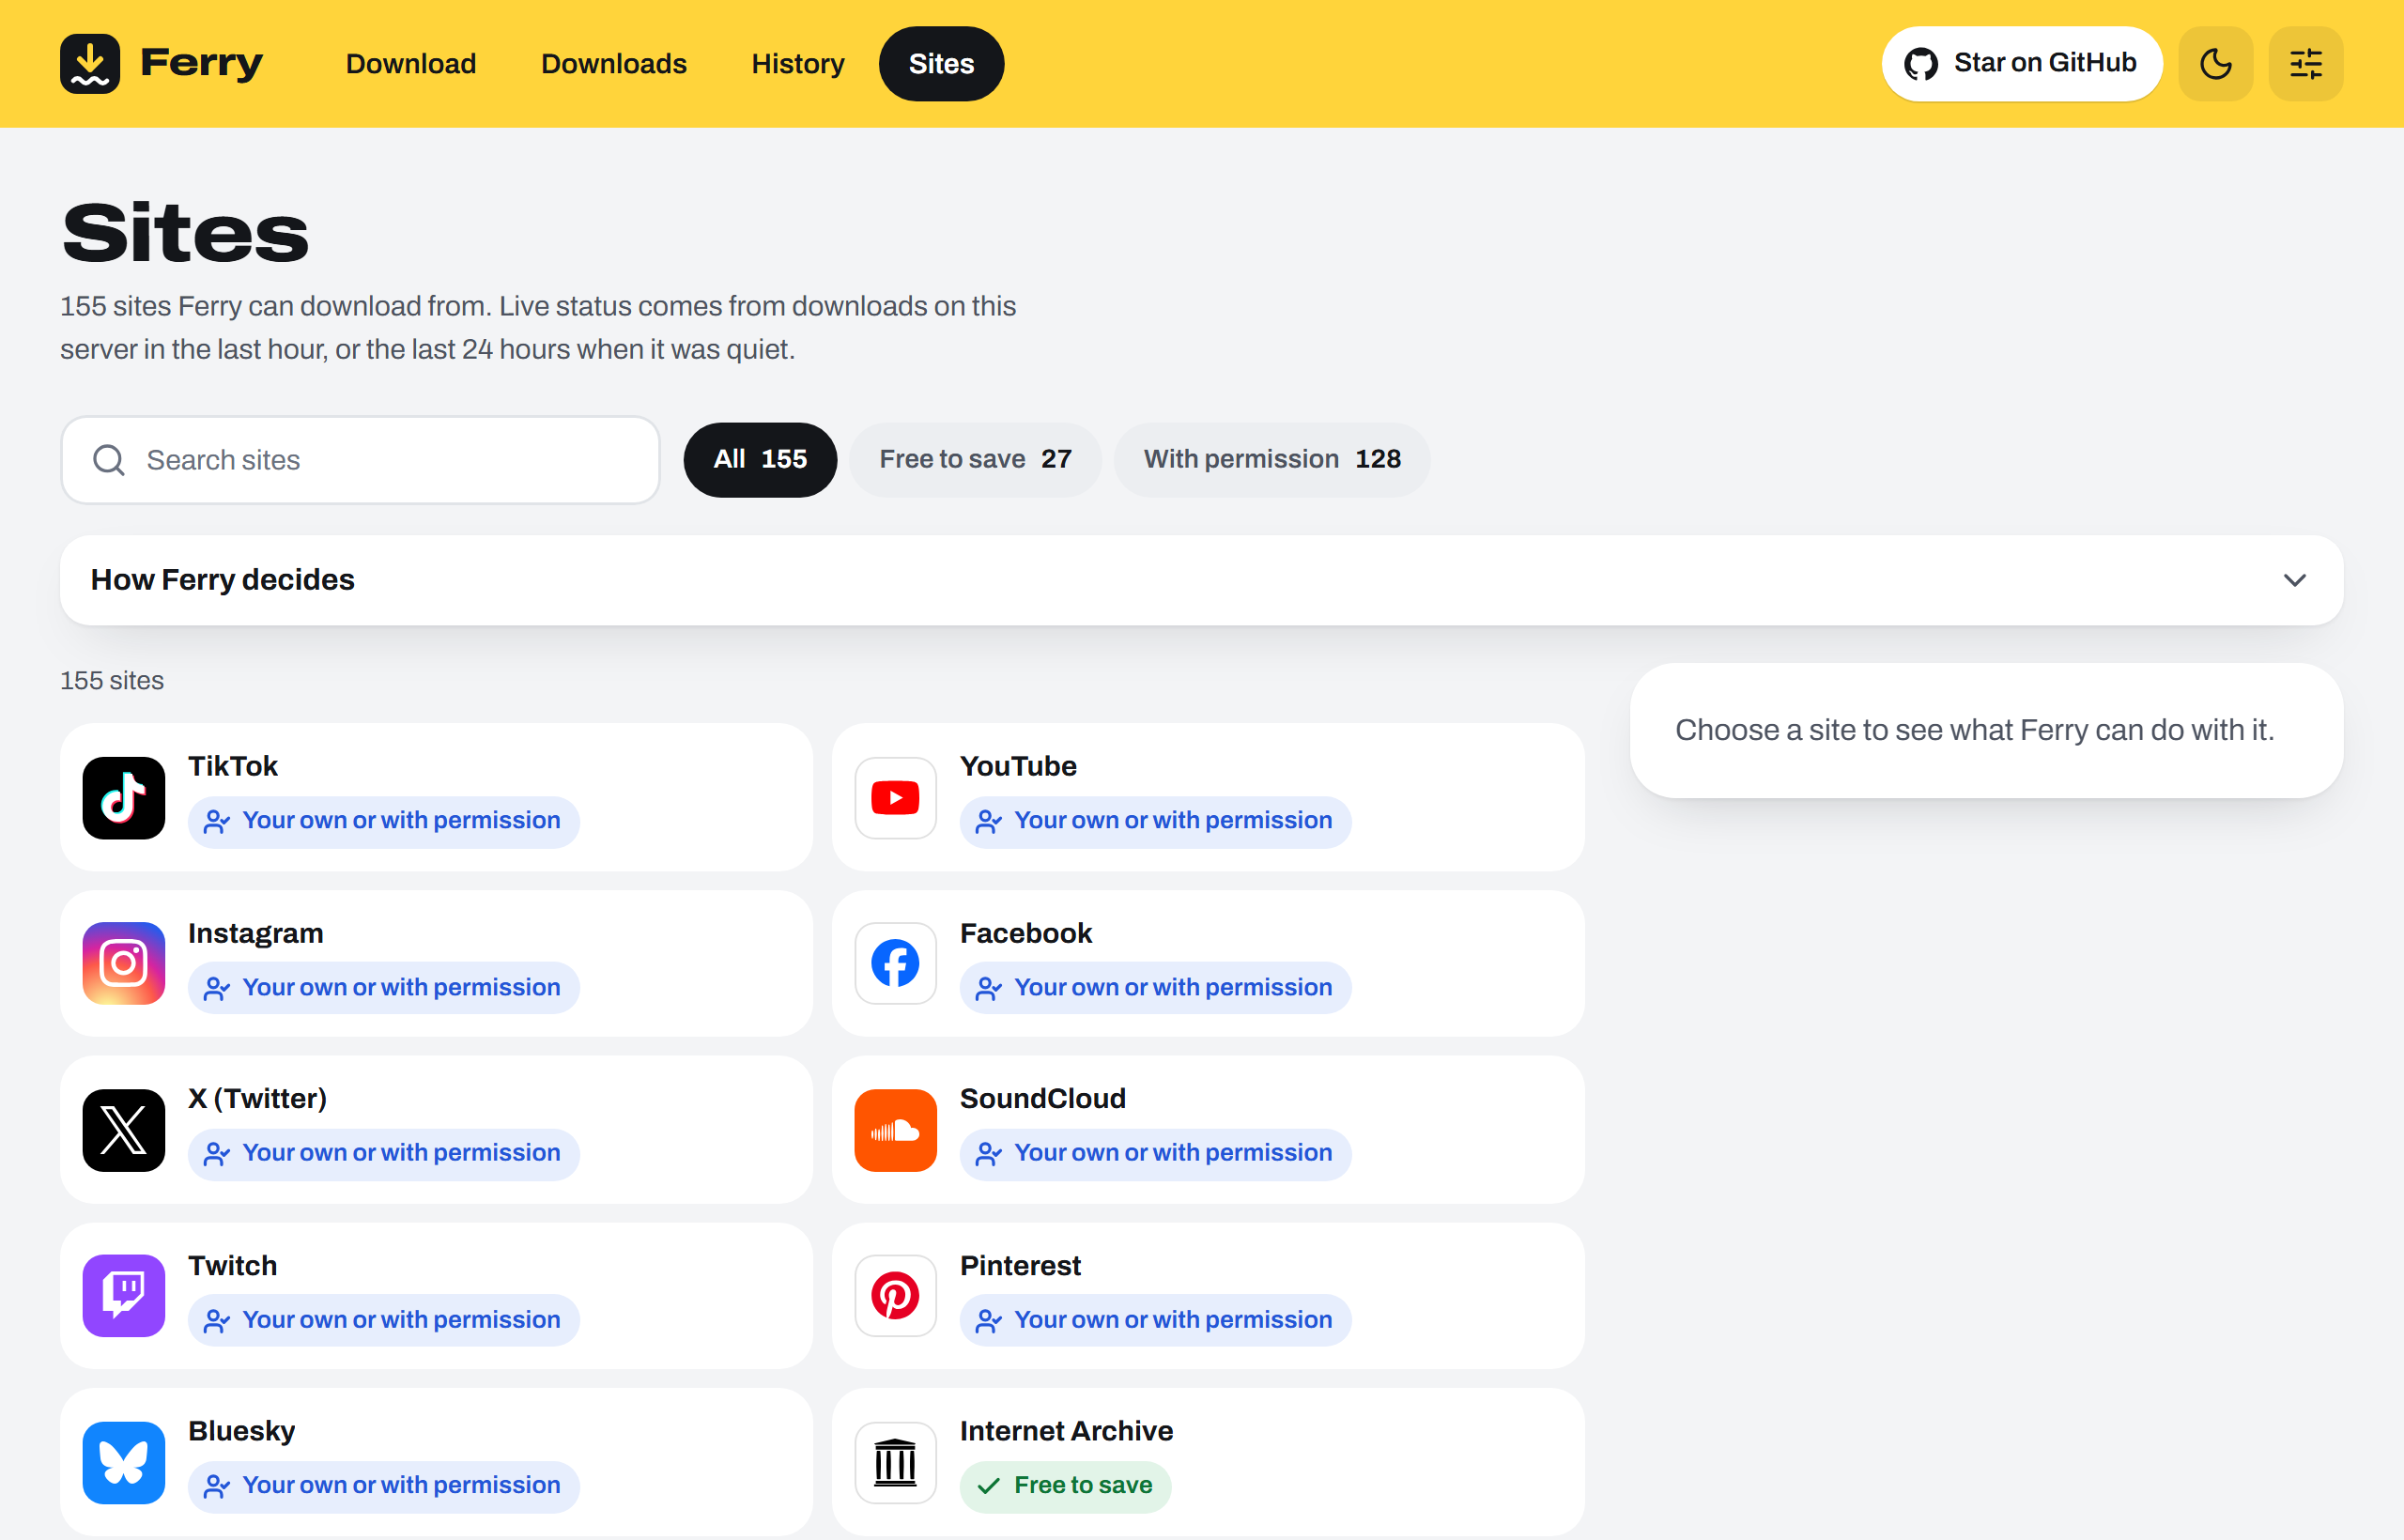 Ferry
Download
Downloads
History
Sites
Star on GitHub
Sites
155 sites Ferry can download from. Live status comes from downloads on this
server in the last hour, or the last 24 hours when it was quiet.
Search sites
All 155
Free to save 27
With permission 128
How Ferry decides
155 sites
Choose a site to see what Ferry can do with it.
TikTok
Your own or with permission
YouTube
Your own or with permission
Instagram
Your own or with permission
Facebook
Your own or with permission
X (Twitter)
Your own or with permission
SoundCloud
Your own or with permission
Twitch
Your own or with permission
Pinterest
Your own or with permission
Bluesky
Your own or with permission
Internet Archive
Free to save